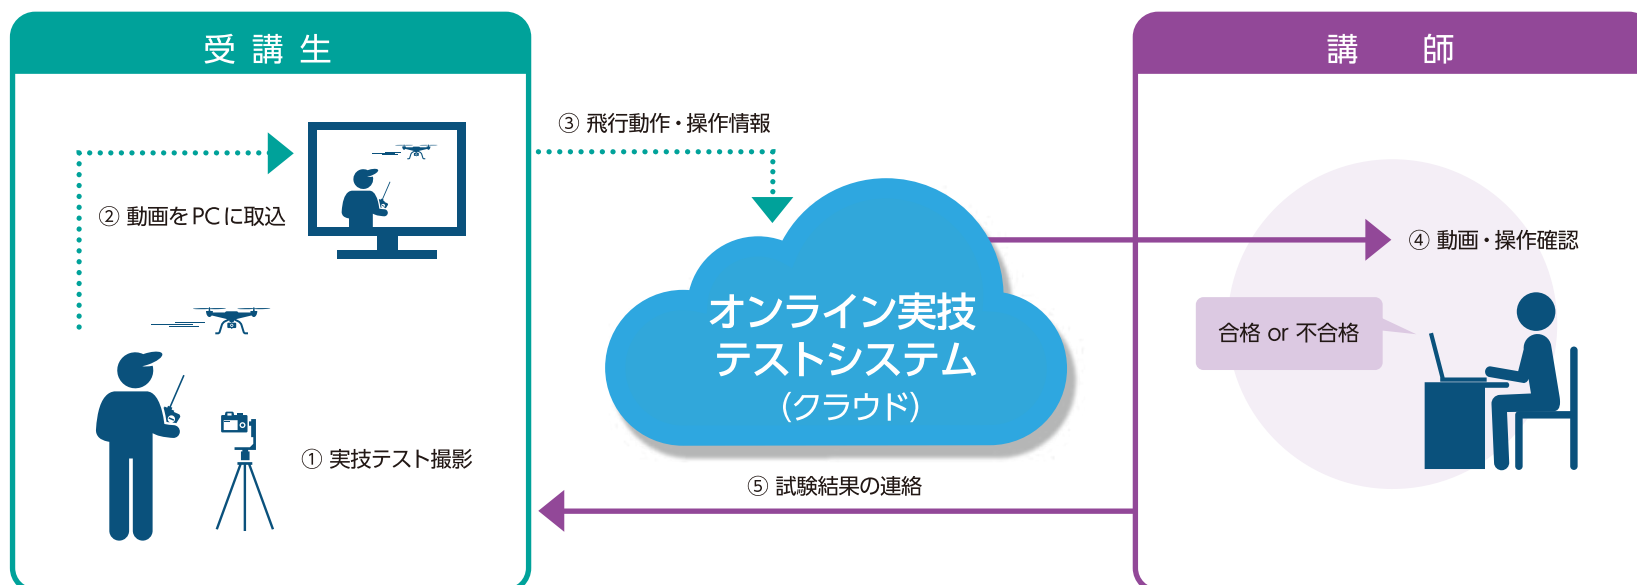 受講生
② 動画をPCに取込
① 実技テスト撮影
③ 飛行動作・操作情報
オンライン実技
テストシステム
（クラウド）
⑤ 試験結果の連絡
講師
④ 動画・操作確認
合格 or 不合格